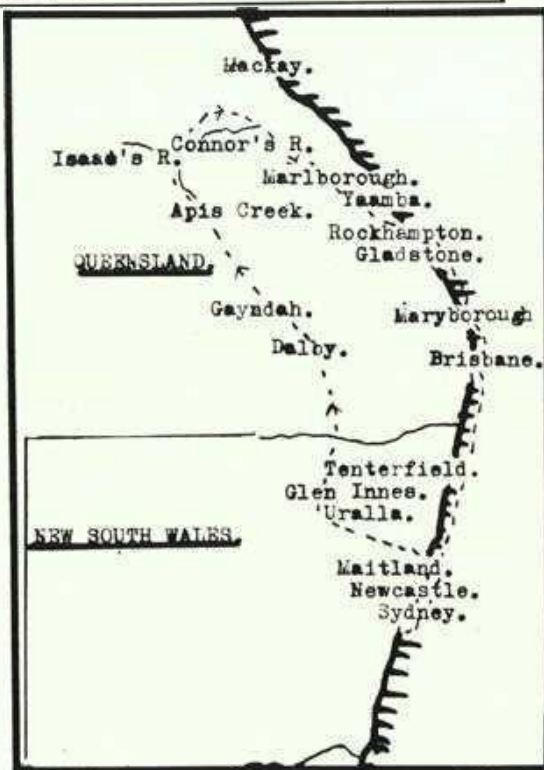 Mackay.
Connor's R.
Isaac's R.
Marlborough.
Yaamba.
Apis Creek.
Rockhampton.
Gladstone.
QUEENSLAND.
Gayndah.
Maryborough
Dalby.
Brisbane.
Tenterfield.
Glen Innes.
Uralla.
NEW SOUTH WALES
Maitland.
Newcastle.
Sydney.